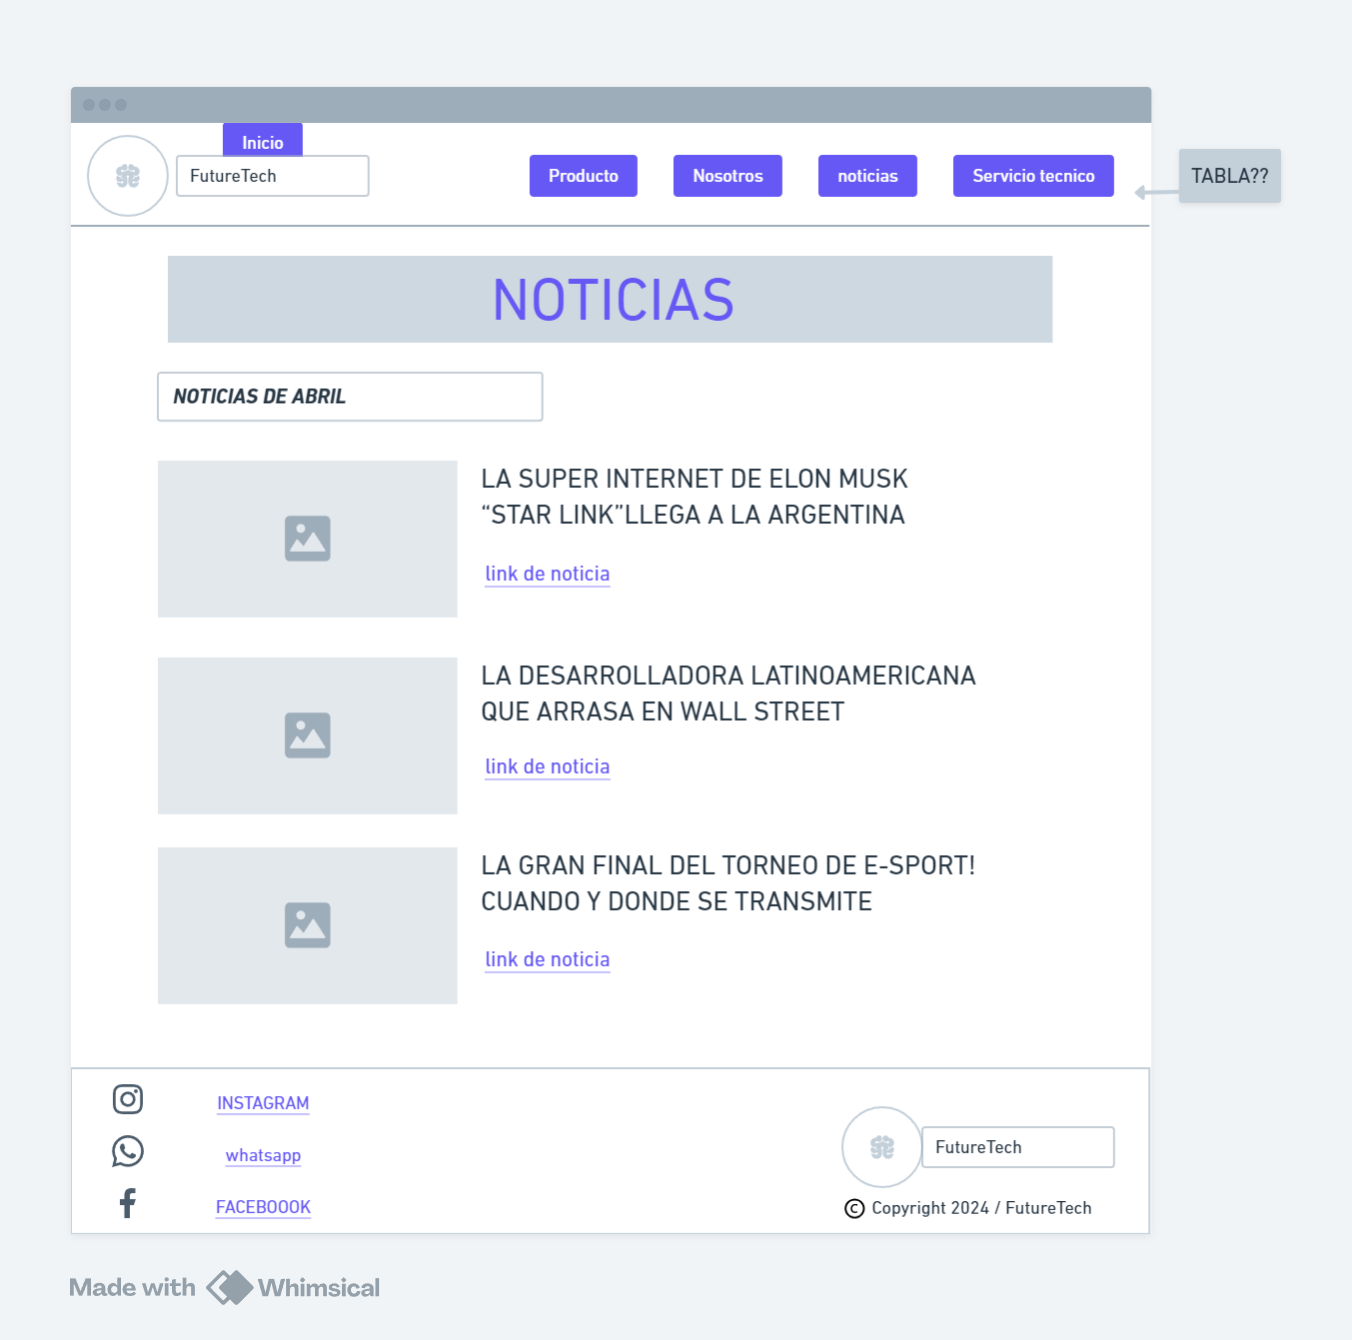 Inicio
FutureTech
Producto
Nosotros
noticias
Servicio tecnico
TABLA??
NOTICIAS
NOTICIAS DE ABRIL
LA SUPER INTERNET DE ELON MUSK
“STAR LINK”LLEGA A LA ARGENTINA
link de noticia
LA DESARROLLADORA LATINOAMERICANA
QUE ARRASA EN WALL STREET
link de noticia
LA GRAN FINAL DEL TORNEO DE E-SPORT!
CUANDO Y DONDE SE TRANSMITE
link de noticia
INSTAGRAM
whatsapp
FACEBOOOK
FutureTech
© Copyright 2024 / FutureTech
Made with Whimsical